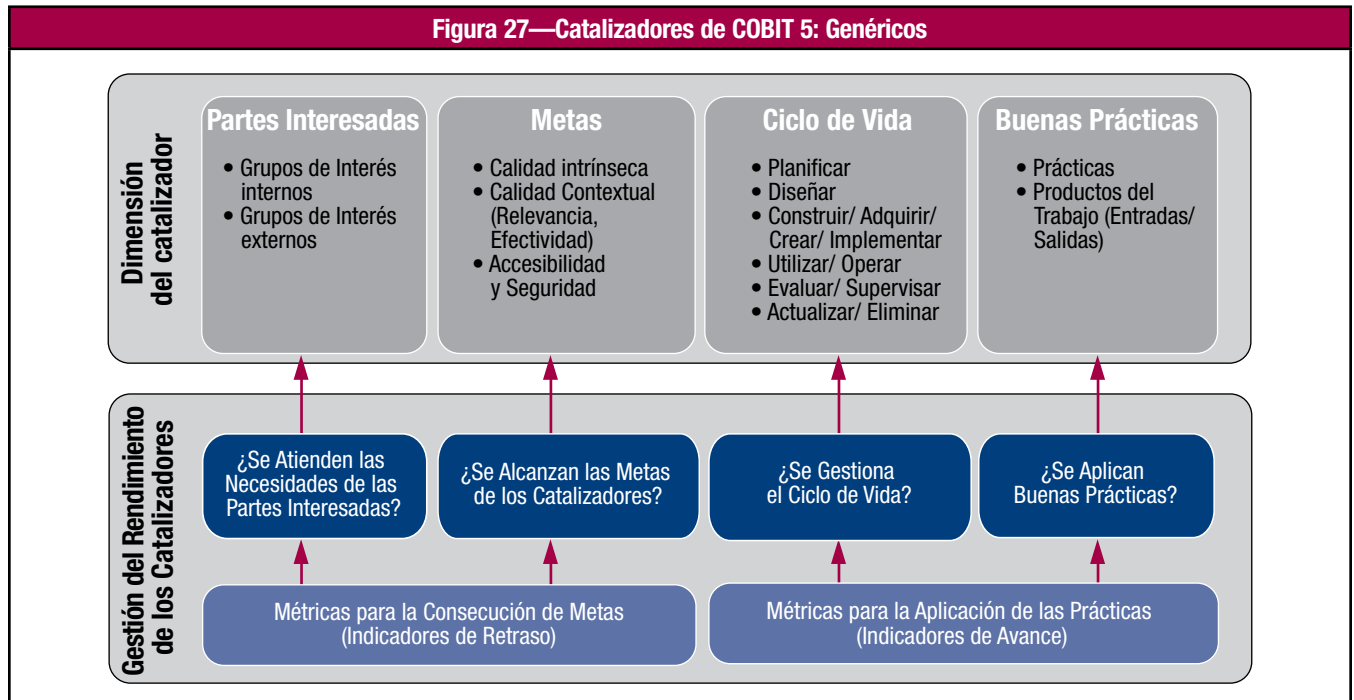 Figura 27—Catalizadores de COBIT 5: Genéricos
Dimensión
del catalizador
Partes Interesadas
• Grupos de Interés
internos
• Grupos de Interés
externos
Metas
• Calidad intrínseca
• Calidad Contextual
(Relevancia,
Efectividad)
• Accesibilidad
y Seguridad
Ciclo de Vida
• Planificar
• Diseñar
• Construir/ Adquirir/
Crear/ Implementar
• Utilizar/ Operar
• Evaluar/ Supervisar
• Actualizar/ Eliminar
Buenas Prácticas
• Prácticas
• Productos del
Trabajo (Entradas/
Salidas)
Gestión del Rendimiento
de los Catalizadores
¿Se Atienden las
Necesidades de las
Partes Interesadas?
¿Se Alcanzan las Metas
de los Catalizadores?
¿Se Gestiona
el Ciclo de Vida?
¿Se Aplican
Buenas Prácticas?
Métricas para la Consecución de Metas
(Indicadores de Retraso)
Métricas para la Aplicación de las Prácticas
(Indicadores de Avance)